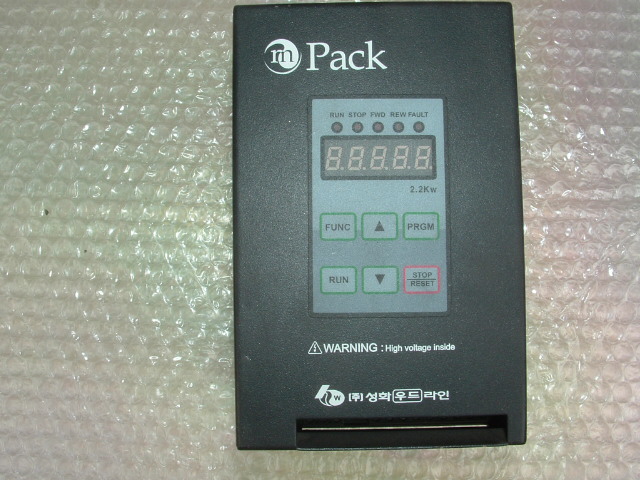 m Pack
RUN STOP FWD REW FAULT
8.8.8.8.8.
2.2Kw
FUNC ▲ PRGM
RUN ▼ STOP
RESET
WARNING : High voltage inside
(주) 성화우드라인